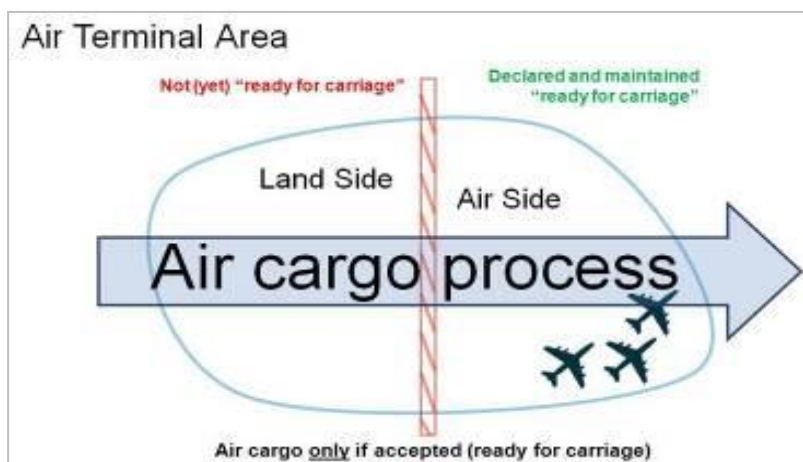 Air Terminal Area
Not (yet) “ready for carriage”
Declared and maintained
“ready for carriage”
Land Side
Air Side
Air cargo process
Air cargo only if accepted (ready for carriage)